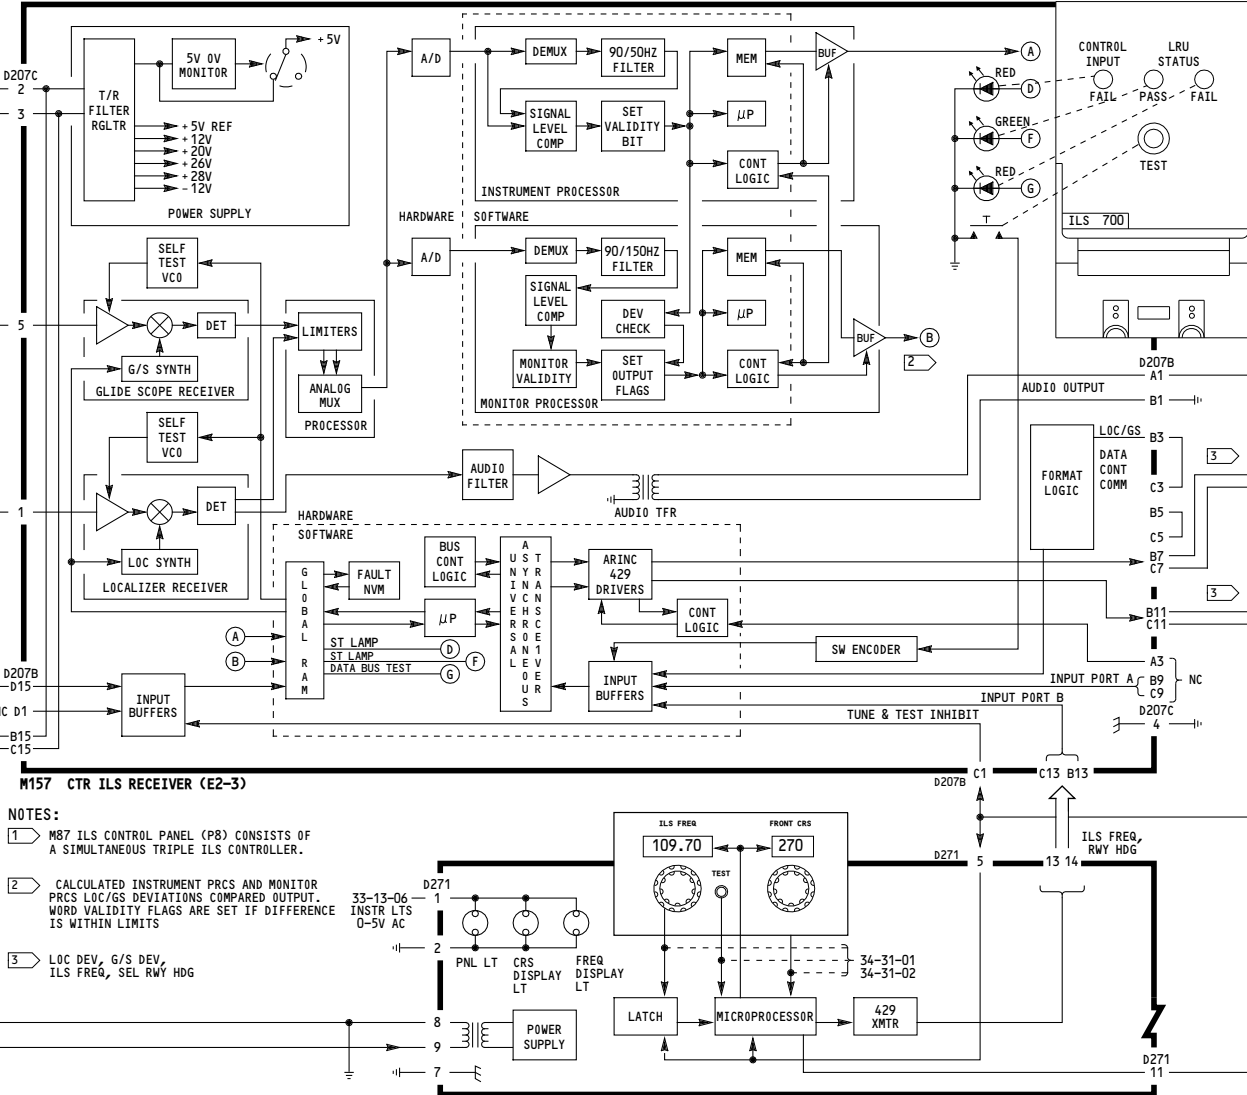 D207C
2
3
5
1
D207B
D15
C D1
B15
C15
T/R
FILTER
RGLTR
5V OV
MONITOR
+5V
+5V REF
+12V
+20V
+26V
+28V
-12V
POWER SUPPLY
SELF
TEST
VCO
DET
G/S SYNTH
GLIDE SCOPE RECEIVER
LIMITERS
ANALOG
MUX
PROCESSOR
SELF
TEST
VCO
DET
LOC SYNTH
LOCALIZER RECEIVER
A/D
DEMUX
90/50HZ
FILTER
MEM
BUF
A
SIGNAL
LEVEL
COMP
SET
VALIDITY
BIT
µP
CONT
LOGIC
INSTRUMENT PROCESSOR
HARDWARE
SOFTWARE
A/D
DEMUX
90/150HZ
FILTER
MEM
SIGNAL
LEVEL
COMP
DEV
CHECK
µP
BUF
B
2
MONITOR
VALIDITY
SET
OUTPUT
FLAGS
CONT
LOGIC
MONITOR PROCESSOR
RED
D
GREEN
F
RED
G
T
CONTROL
INPUT
LRU
STATUS
FAIL
PASS
FAIL
TEST
ILS 700
D207B
A1
AUDIO OUTPUT
B1
AUDIO
FILTER
AUDIO TFR
FORMAT
LOGIC
LOC/GS
DATA
CONT
COMM
B3
C3
B5
C5
B7
C7
B11
C11
A3
B9
C9
NC
3
3
HARDWARE
SOFTWARE
GLOBAL RAM
FAULT
NVM
BUS
CONT
LOGIC
µP
UNIVERSAL
ASYNCHRONEOUS
TRANSCE1VER
ARINC
429
DRIVERS
CONT
LOGIC
SW ENCODER
INPUT
BUFFERS
A
B
ST LAMP
D
ST LAMP
F
DATA BUS TEST
G
INPUT
BUFFERS
INPUT PORT A
INPUT PORT B
TUNE & TEST INHIBIT
D207C
4
M157 CTR ILS RECEIVER (E2-3)
D207B
C1
C13 B13
NOTES:
1
M87 ILS CONTROL PANEL (P8) CONSISTS OF
A SIMULTANEOUS TRIPLE ILS CONTROLLER.
2
CALCULATED INSTRUMENT PRCS AND MONITOR
PRCS LOC/GS DEVIATIONS COMPARED OUTPUT.
WORD VALIDITY FLAGS ARE SET IF DIFFERENCE
IS WITHIN LIMITS
3
LOC DEV, G/S DEV,
ILS FREQ, SEL RWY HDG
ILS FREQ
FRONT CRS
109.70
270
TEST
D271
5
13 14
ILS FREQ,
RWY HDG
33-13-06
INSTR LTS
0-5V AC
D271
1
2
PNL LT
CRS
DISPLAY
LT
FREQ
DISPLAY
LT
34-31-01
34-31-02
8
9
7
POWER
SUPPLY
LATCH
MICROPROCESSOR
429
XMTR
D271
11